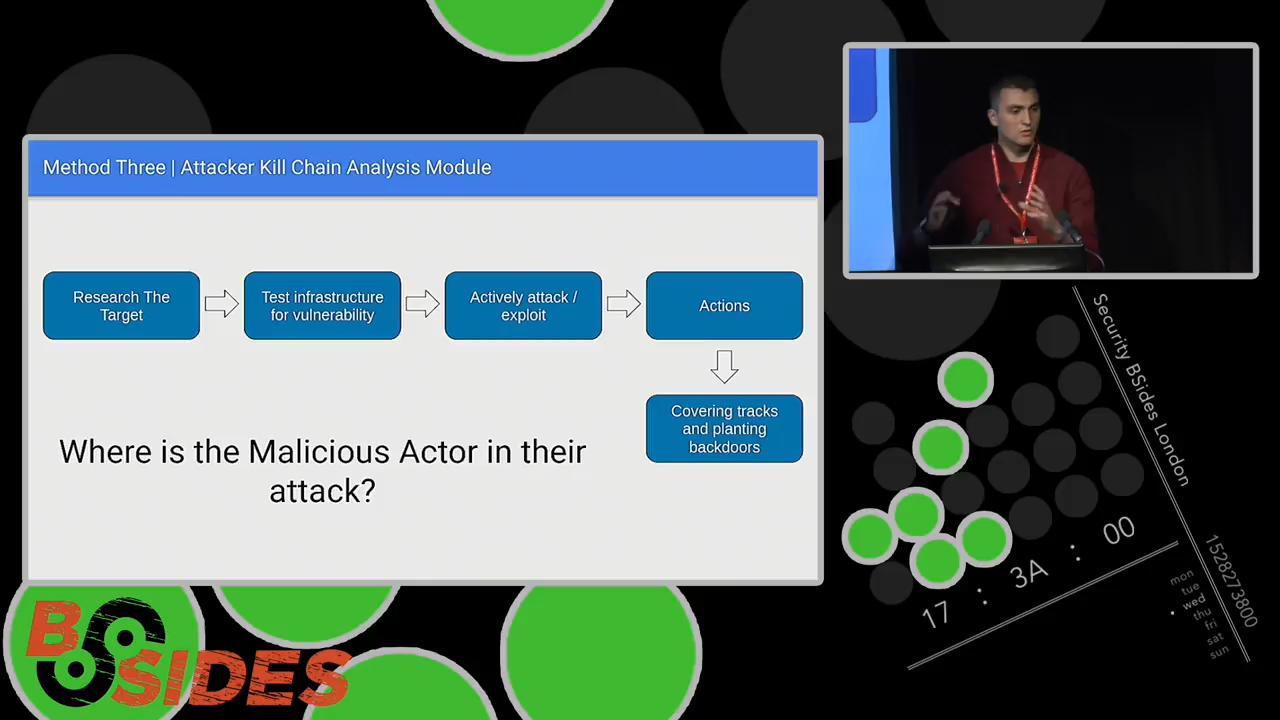 Method Three | Attacker Kill Chain Analysis Module
Research The
Target
Test infrastructure
for vulnerability
Actively attack /
exploit
Actions
Covering tracks
and planting
backdoors
Where is the Malicious Actor in their
attack?
Security BSides London
17 : 3A : 00
1528273800
mon
tue
wed
thu
fri
sat
sun
BSIDES